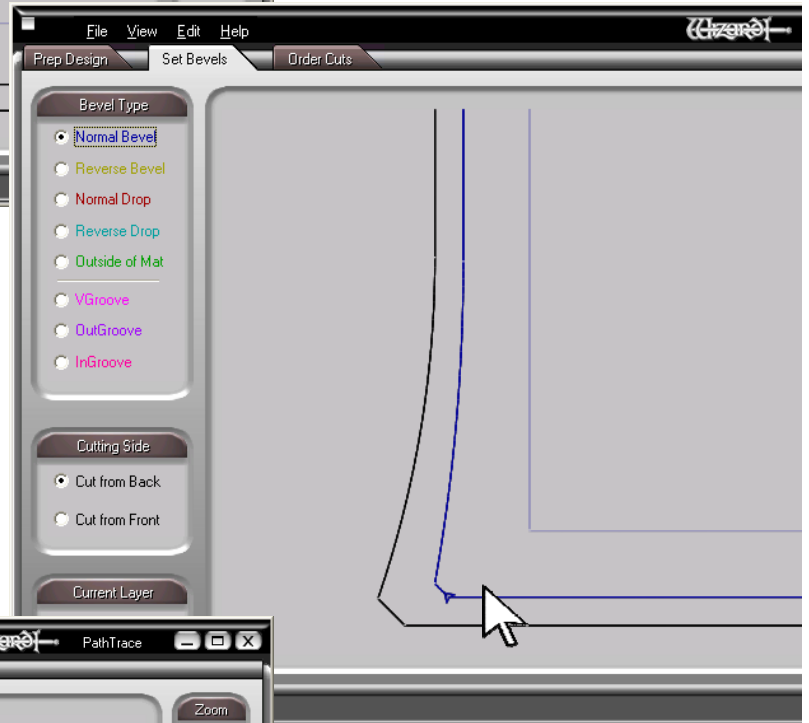 File View Edit Help Wizard
Prep Design Set Bevels Order Cuts
Bevel Type
Normal Bevel
Reverse Bevel
Normal Drop
Reverse Drop
Outside of Mat
VGroove
OutGroove
InGroove
Cutting Side
Cut from Back
Cut from Front
Current Layer
PathTrace
Zoom